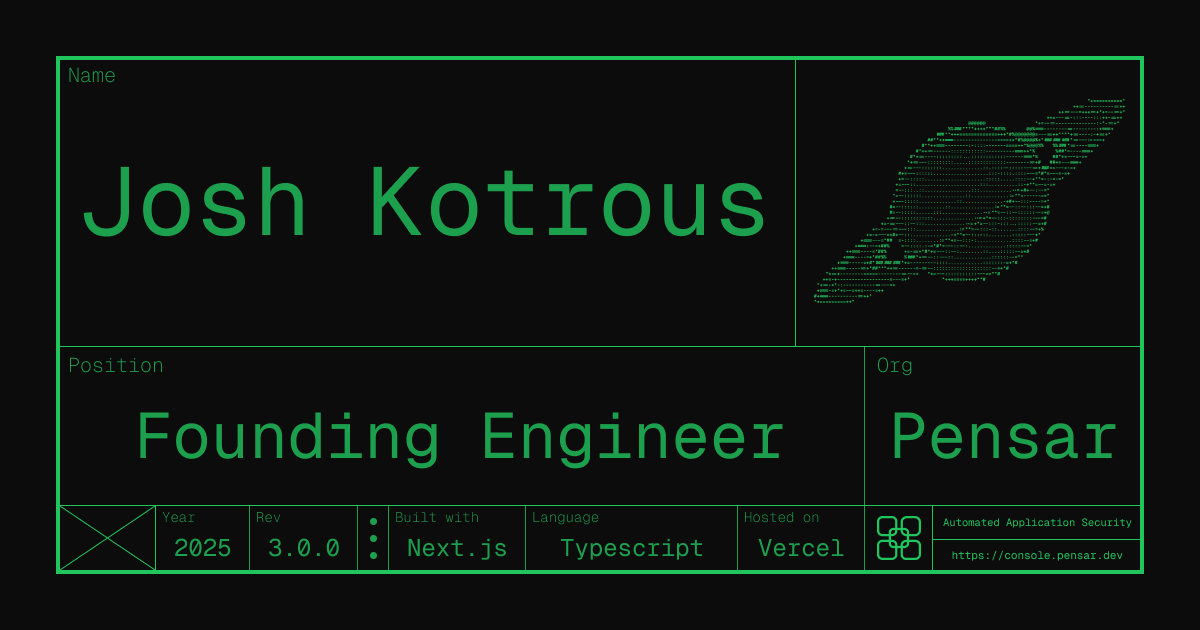 Name
Josh Kotrous
Position
Founding Engineer
Org
Pensar
Year
2025
Rev
3.0.0
Built with
Next.js
Language
Typescript
Hosted on
Vercel
Automated Application Security
https://console.pensar.dev